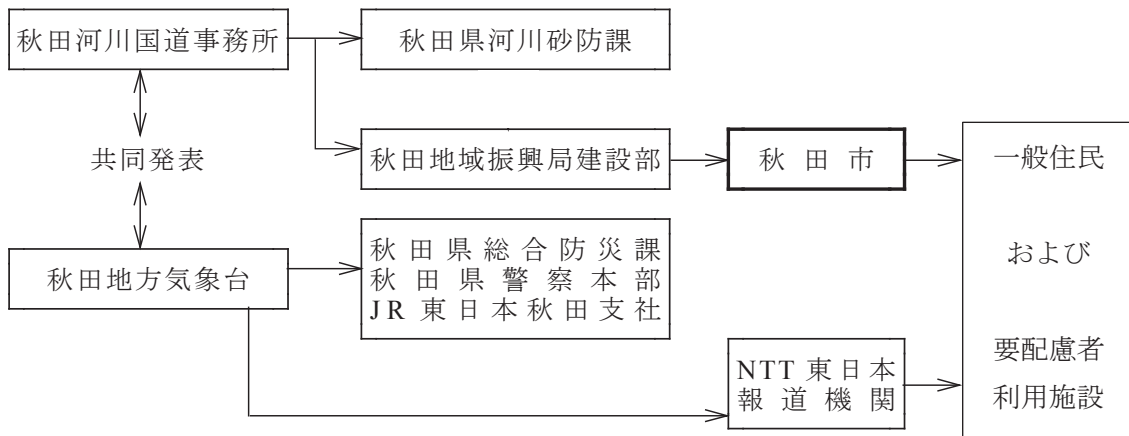 秋田河川国道事務所
秋田県河川砂防課
共同発表
秋田地域振興局建設部
秋田市
一般住民
および
要配慮者
利用施設
秋田地方気象台
秋田県総合防災課
秋田県警察本部
JR東日本秋田支社
NTT東日本
報道機関